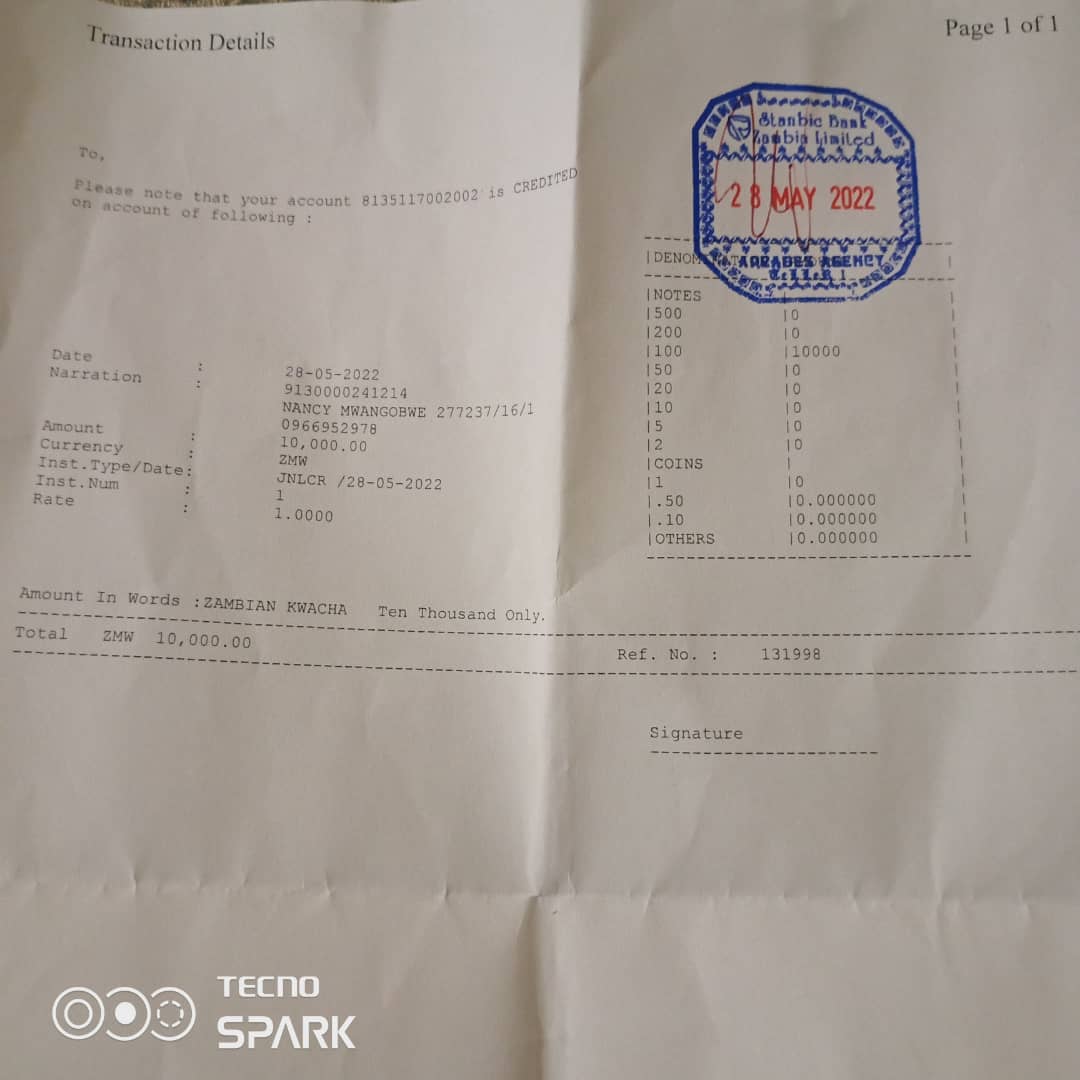 Transaction Details
Page 1 of 1
Stanbic Bank
Zambia Limited
28 MAY 2022
ARCADES AGENCY
To,
Please note that your account 8135117002002 is CREDITED
on account of following :
Date : 28-05-2022
Narration : 9130000241214
NANCY MWANGOBWE 277237/16/1
0966952978
Amount : 10,000.00
Currency : ZMW
Inst.Type/Date: JNLCR /28-05-2022
Inst.Num : 1
Rate : 1.0000
|NOTES
|500 |0
|200 |0
|100 |10000
|50 |0
|20 |0
|10 |0
|5 |0
|2 |0
|COINS |
|1 |0
|.50 |0.000000
|.10 |0.000000
|OTHERS |0.000000
Amount In Words :ZAMBIAN KWACHA Ten Thousand Only.
Total ZMW 10,000.00
Ref. No. : 131998
Signature
TECNO
SPARK